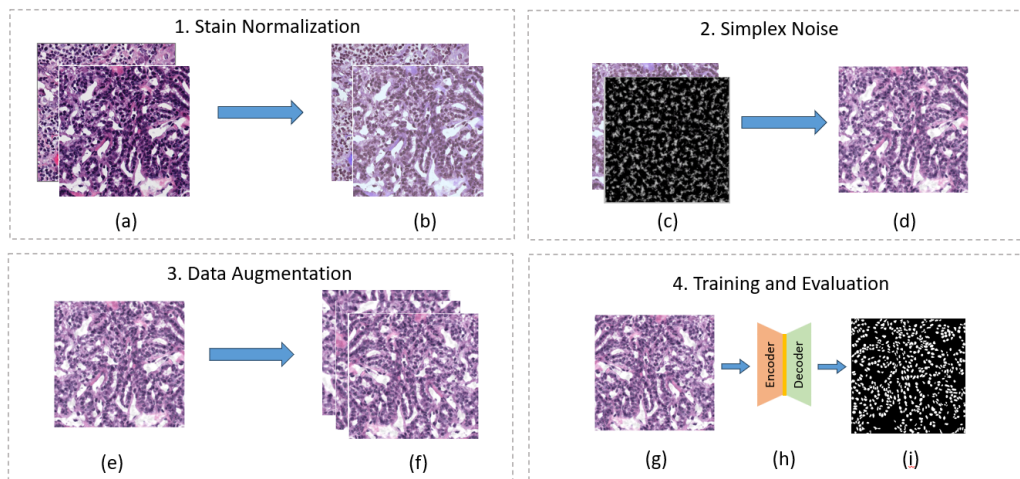 1. Stain Normalization
(a)
(b)
2. Simplex Noise
(c)
(d)
3. Data Augmentation
(e)
(f)
4. Training and Evaluation
Encoder
Decoder
(g)
(h)
(i)